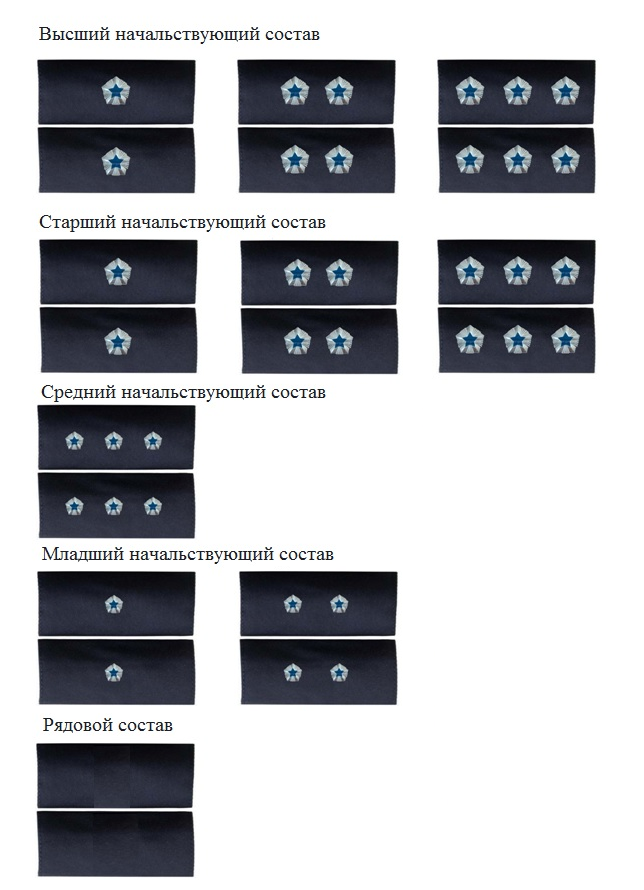 Высший начальствующий состав
Старший начальствующий состав
Средний начальствующий состав
Младший начальствующий состав
Рядовой состав